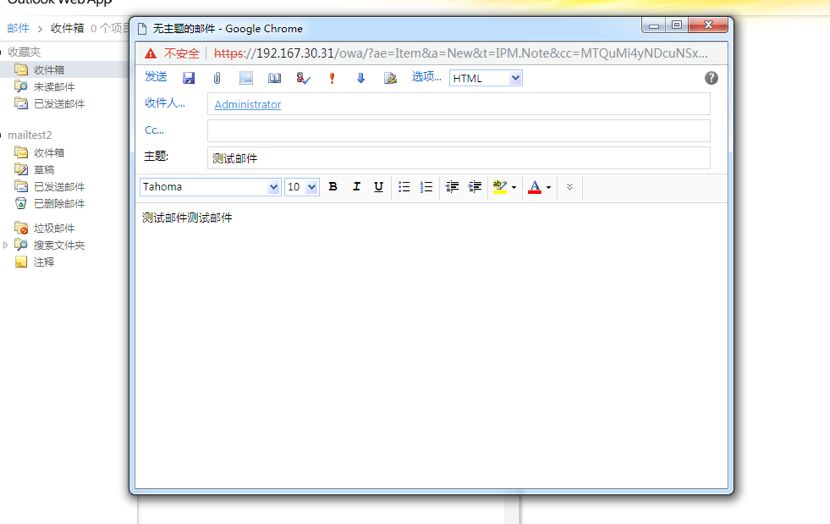 Outlook Web App
邮件 > 收件箱 0 个项目
收藏夹
收件箱
未读邮件
已发送邮件
mailtest2
收件箱
草稿
已发送邮件
已删除邮件
垃圾邮件
搜索文件夹
注释
无主题的邮件 - Google Chrome
不安全 | https://192.167.30.31/owa/?ae=Item&a=New&t=IPM.Note&cc=MTQuMi4yNDcuNSx...
发送 选项... HTML
收件人... Administrator
Cc...
主题: 测试邮件
Tahoma 10 B I U
测试邮件测试邮件